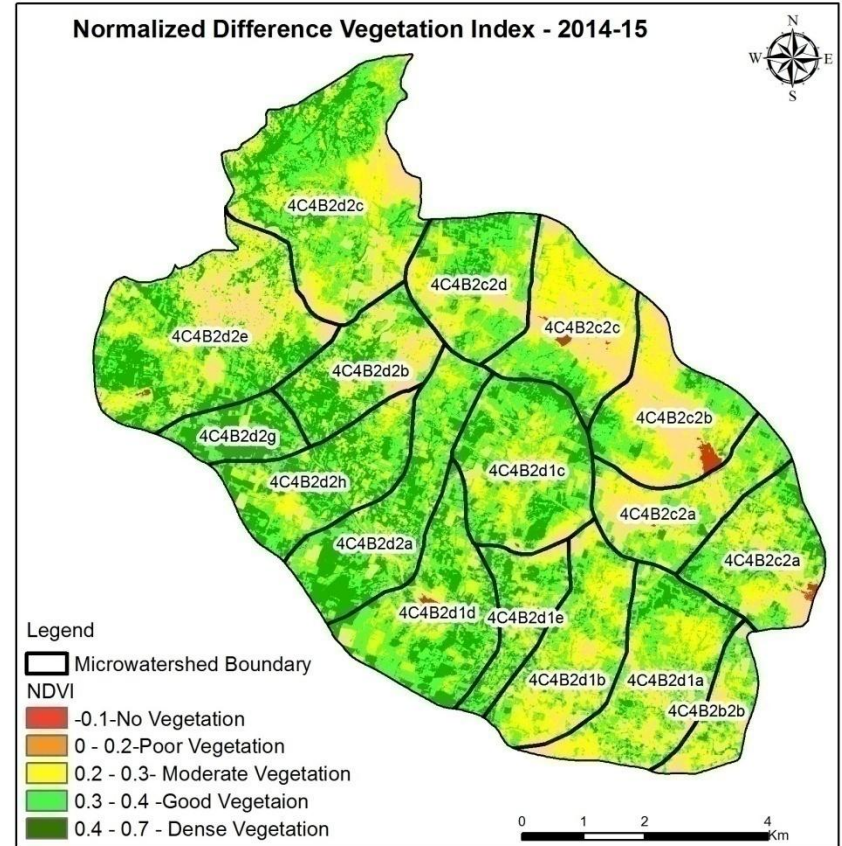 Normalized Difference Vegetation Index - 2014-15
N
W E
S
4C4B2d2c
4C4B2c2d
4C4B2c2c
4C4B2d2e
4C4B2d2b
4C4B2c2b
4C4B2d2g
4C4B2d1c
4C4B2d2h
4C4B2c2a
4C4B2d2a
4C4B2c2a
4C4B2d1d
4C4B2d1e
4C4B2d1b
4C4B2d1a
4C4B2b2b
Legend
Microwatershed Boundary
NDVI
-0.1-No Vegetation
0 - 0.2-Poor Vegetation
0.2 - 0.3- Moderate Vegetation
0.3 - 0.4 -Good Vegetaion
0.4 - 0.7 - Dense Vegetation
0 1 2 4
Km